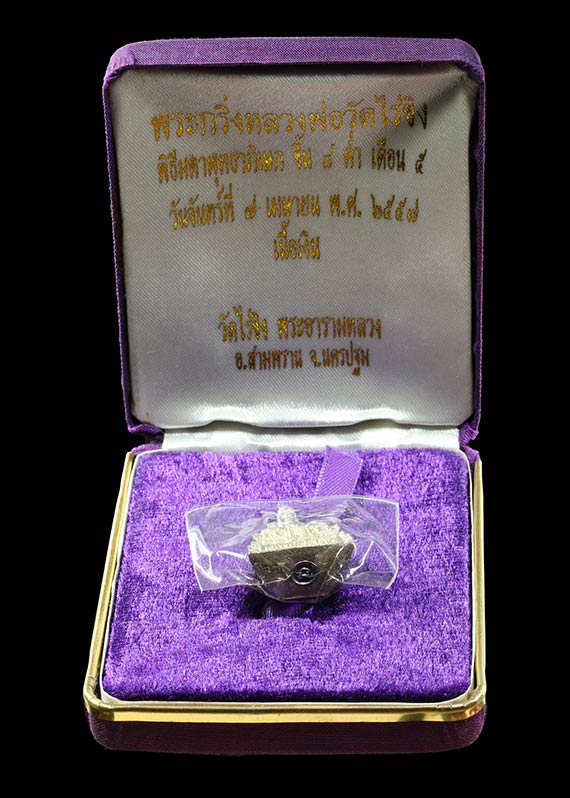 พระกริ่งหลวงพ่อวัดไร่ขิง
พิธีมหาพุทธาภิเษก ขึ้น ๘ ค่ำ เดือน ๕
วันจันทร์ที่ ๗ เมษายน พ.ศ. ๒๕๕๗
เนื้อเงิน
วัดไร่ขิง พระอารามหลวง
อ.สามพราน จ.นครปฐม